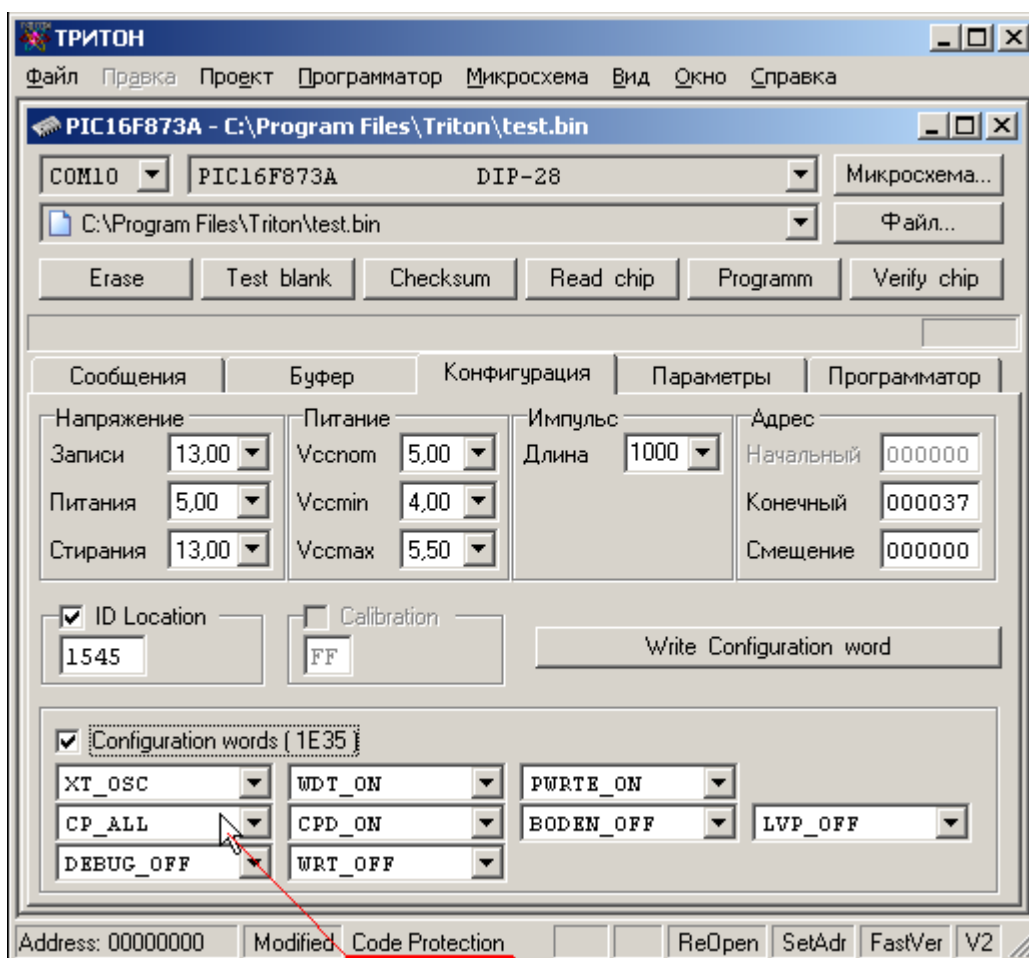 ТРИТОН
Файл Правка Проект Программатор Микросхема Вид Окно Справка
PIC16F873A - C:\Program Files\Triton\test.bin
COM10 PIC16F873A DIP-28 Микросхема...
C:\Program Files\Triton\test.bin Файл...
Erase Test blank Checksum Read chip Programm Verify chip
Сообщения Буфер Конфигурация Параметры Программатор
Напряжение Питание Импульс Адрес
Записи 13,00 Vccnom 5,00 Длина 1000 Начальный 000000
Питания 5,00 Vccmin 4,00 Конечный 000037
Стирания 13,00 Vccmax 5,50 Смещение 000000
ID Location Calibration
1545 FF Write Configuration word
Configuration words ( 1E35 )
XT_OSC WDT_ON PWRTE_ON
CP_ALL CPD_ON BODEN_OFF LVP_OFF
DEBUG_OFF WRT_OFF
Address: 00000000 Modified Code Protection ReOpen SetAdr FastVer V2